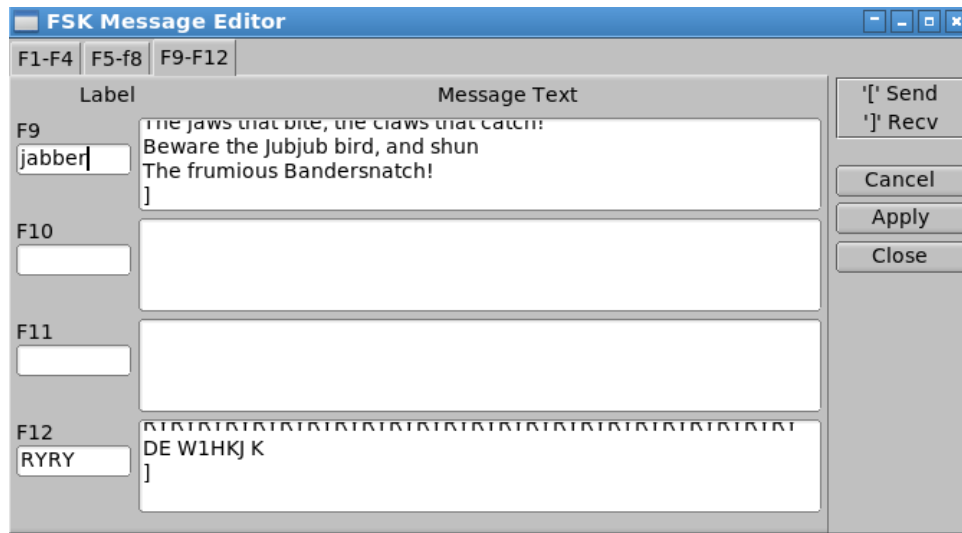 FSK Message Editor
F1-F4 F5-f8 F9-F12
Label Message Text
'[' Send
']' Recv
F9
jabber
The jaws that bite, the claws that catch!
Beware the Jubjub bird, and shun
The frumious Bandersnatch!
]
Cancel
Apply
Close
F10
F11
F12
RYRY
DE W1HKJ K
]